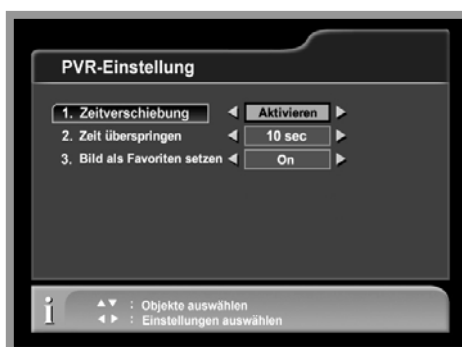 PVR-Einstellung
1. Zeitverschiebung Aktivieren
2. Zeit überspringen 10 sec
3. Bild als Favoriten setzen On
i
: Objekte auswählen
: Einstellungen auswählen